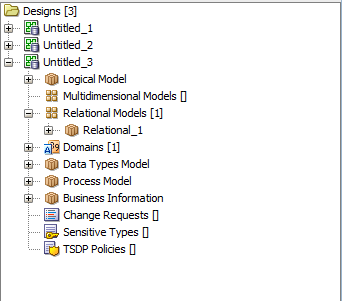 Designs [3]
Untitled_1
Untitled_2
Untitled_3
Logical Model
Multidimensional Models []
Relational Models [1]
Relational_1
Domains [1]
Data Types Model
Process Model
Business Information
Change Requests []
Sensitive Types []
TSDP Policies []